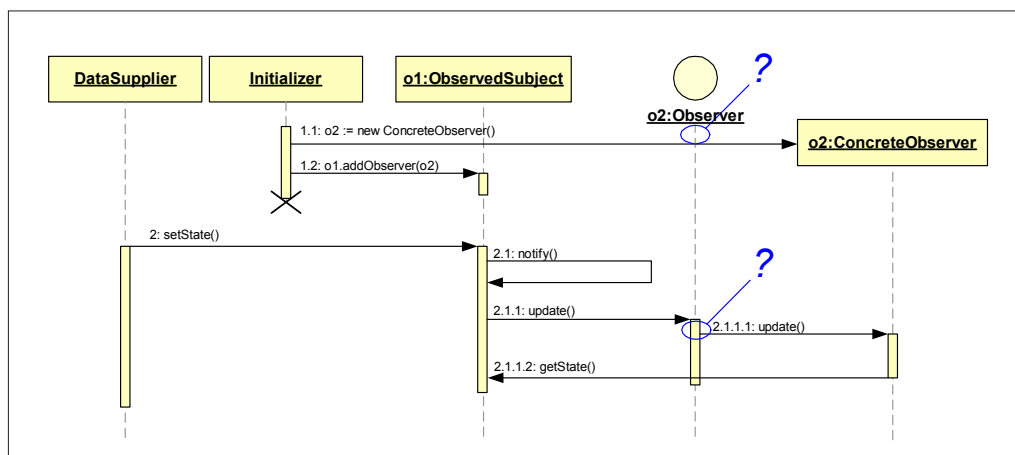 DataSupplier
Initializer
o1:ObservedSubject
?
o2:Observer
o2:ConcreteObserver
1.1: o2 := new ConcreteObserver()
1.2: o1.addObserver(o2)
2: setState()
2.1: notify()
?
2.1.1: update()
2.1.1.1: update()
2.1.1.2: getState()